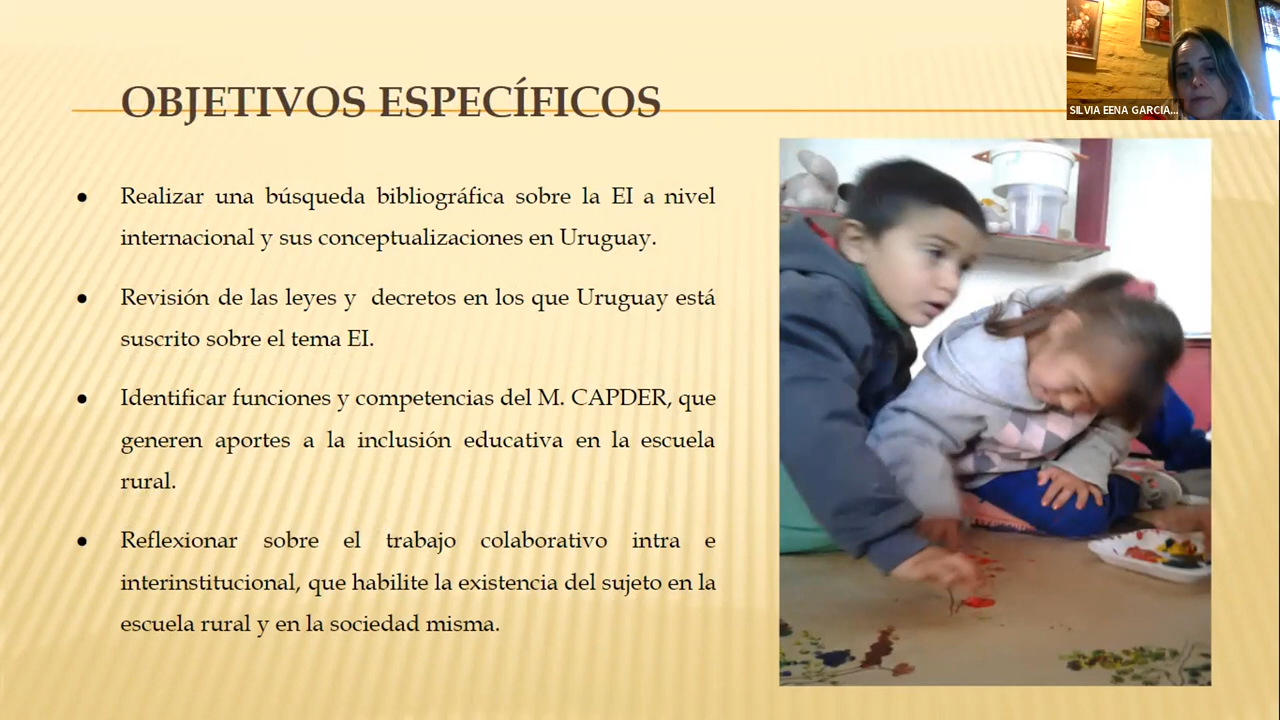 SILVIA EENA GARCIA...
OBJETIVOS ESPECÍFICOS
● Realizar una búsqueda bibliográfica sobre la EI a nivel
internacional y sus conceptualizaciones en Uruguay.
● Revisión de las leyes y decretos en los que Uruguay está
suscrito sobre el tema EI.
● Identificar funciones y competencias del M. CAPDER, que
generen aportes a la inclusión educativa en la escuela
rural.
● Reflexionar sobre el trabajo colaborativo intra e
interinstitucional, que habilite la existencia del sujeto en la
escuela rural y en la sociedad misma.